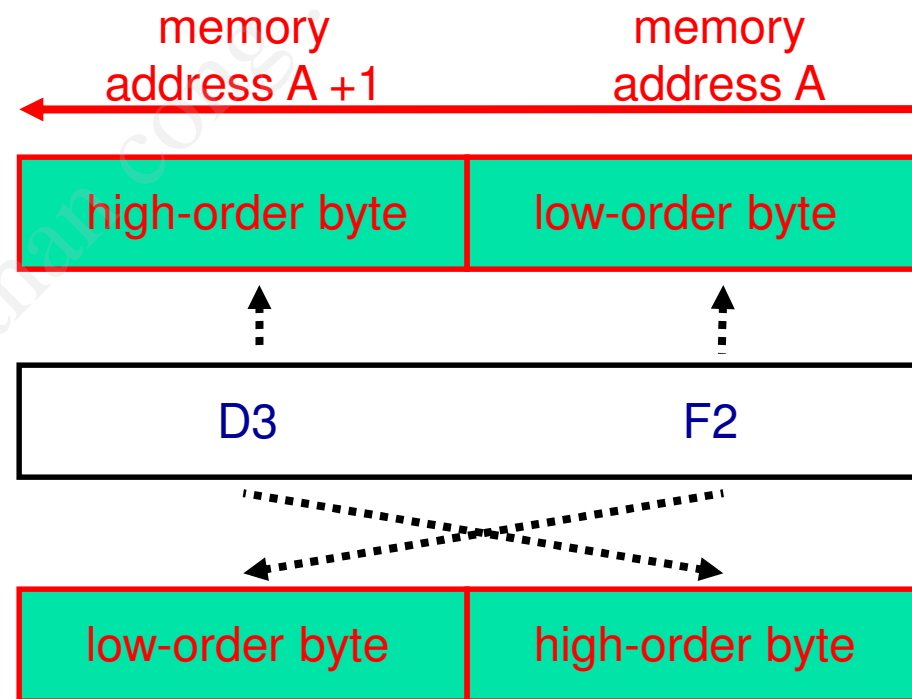 memory
address A +1
memory
address A
high-order byte
low-order byte
D3
F2
low-order byte
high-order byte